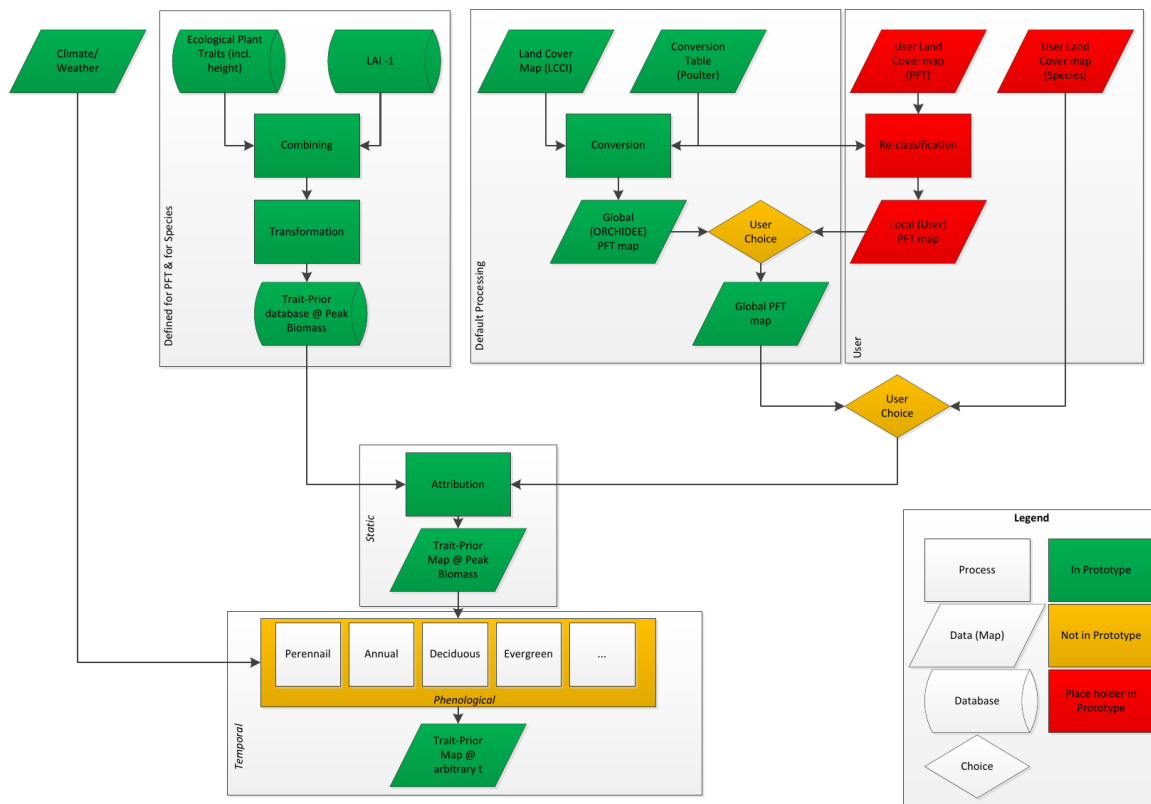 Climate/
Weather
Ecological Plant
Traits (incl.
height)
LAI -1
Combining
Transformation
Trait-Prior
database @ Peak
Biomass
Defined for PFT & for Species
Land Cover
Map (LCCI)
Conversion
Table
(Poulter)
Conversion
Global
(ORCHIDEE)
PFT map
User
Choice
Global PFT
map
Default Processing
User Land
Cover map
(PFT)
User Land
Cover map
(Species)
Re-classification
Local (User)
PFT map
User
User
Choice
Attribution
Trait-Prior
Map @ Peak
Biomass
Static
Perennail
Annual
Deciduous
Evergreen
...
Phenological
Trait-Prior
Map @
arbitrary t
Temporal
Legend
Process
In Prototype
Data (Map)
Not in Prototype
Database
Place holder in
Prototype
Choice